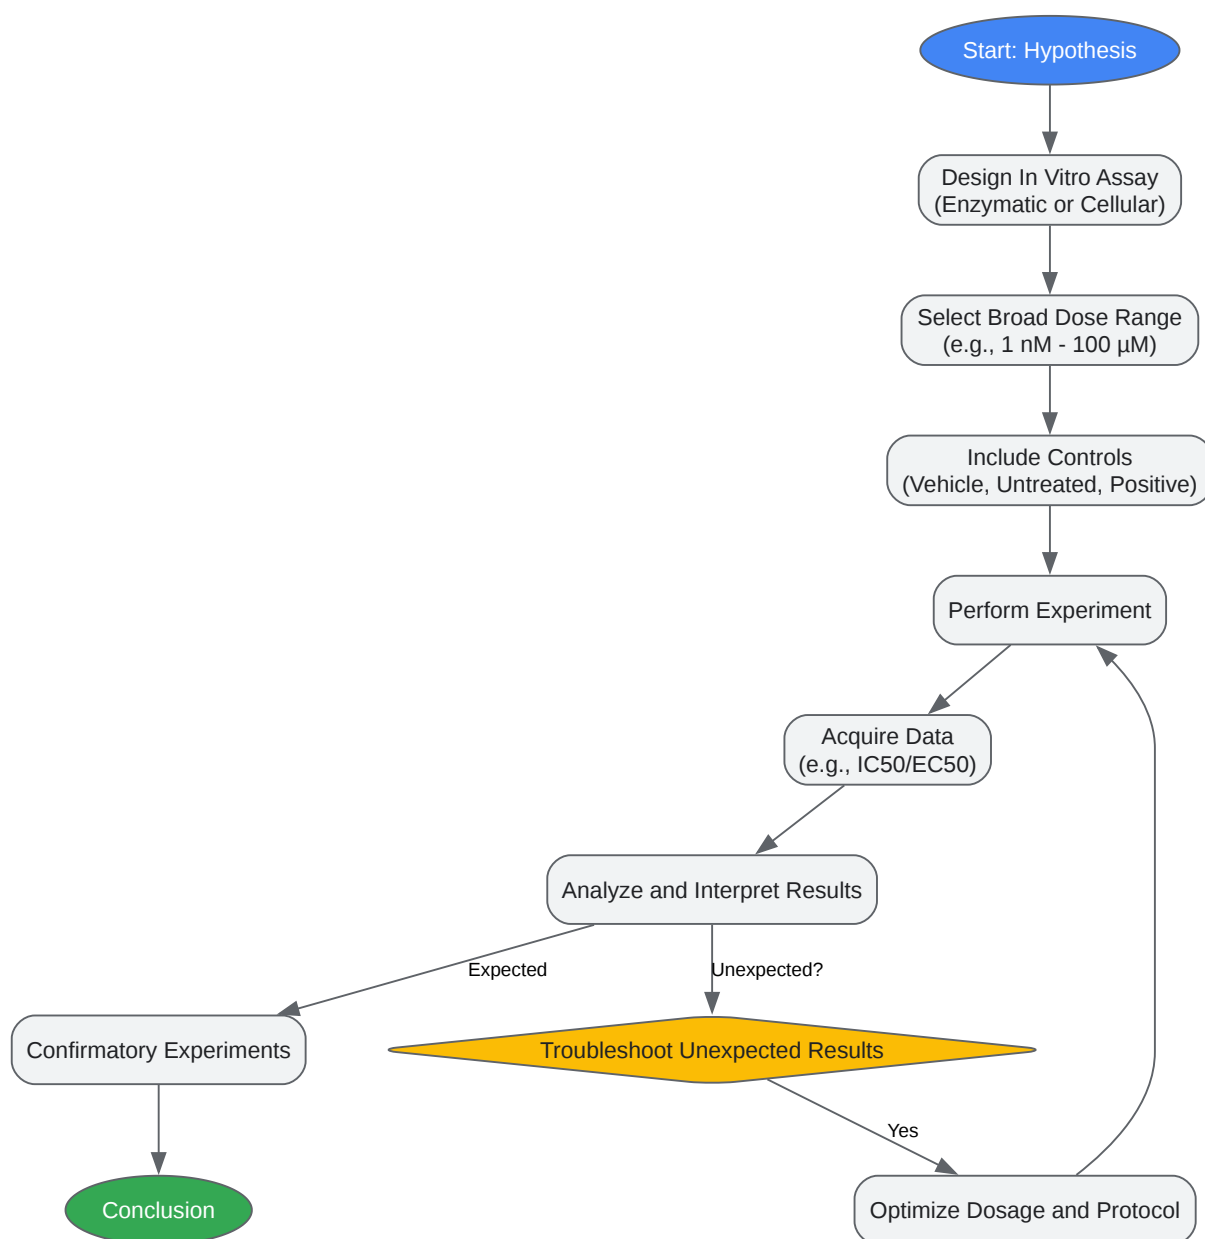 Start: Hypothesis
Design In Vitro Assay
(Enzymatic or Cellular)
Select Broad Dose Range
(e.g., 1 nM - 100 µM)
Include Controls
(Vehicle, Untreated, Positive)
Perform Experiment
Acquire Data
(e.g., IC50/EC50)
Analyze and Interpret Results
Expected
Unexpected?
Confirmatory Experiments
Troubleshoot Unexpected Results
Yes
Conclusion
Optimize Dosage and Protocol